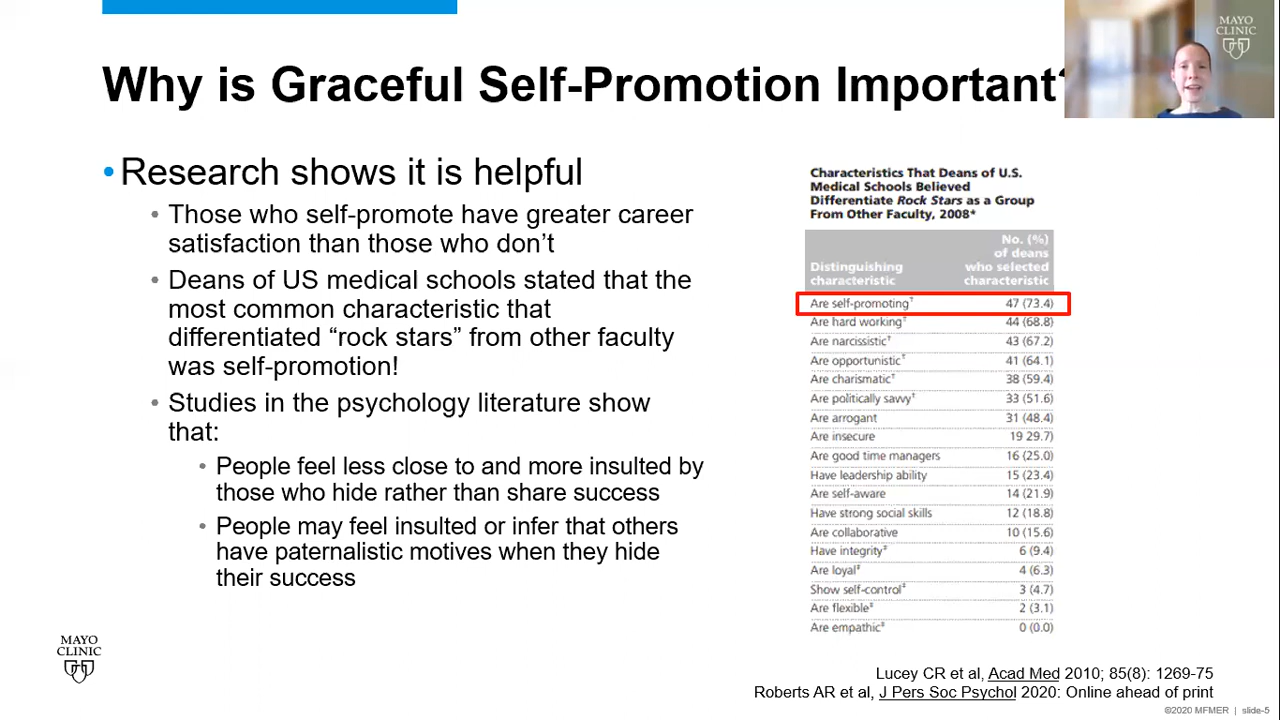 Why is Graceful Self-Promotion Important?
MAYO
CLINIC
•Research shows it is helpful
• Those who self-promote have greater career
satisfaction than those who don’t
• Deans of US medical schools stated that the
most common characteristic that
differentiated “rock stars” from other faculty
was self-promotion!
• Studies in the psychology literature show
that:
• People feel less close to and more insulted by
those who hide rather than share success
• People may feel insulted or infer that others
have paternalistic motives when they hide
their success
Characteristics That Deans of U.S.
Medical Schools Believed
Differentiate Rock Stars as a Group
From Other Faculty, 2008*
No. (%)
of deans
Distinguishing who selected
characteristic characteristic
Are self-promoting† 47 (73.4)
Are hard working† 44 (68.8)
Are narcissistic† 43 (67.2)
Are opportunistic† 41 (64.1)
Are charismatic† 38 (59.4)
Are politically savvy† 33 (51.6)
Are arrogant 31 (48.4)
Are insecure 19 29.7)
Are good time managers 16 (25.0)
Have leadership ability 15 (23.4)
Are self-aware 14 (21.9)
Have strong social skills 12 (18.8)
Are collaborative 10 (15.6)
Have integrity‡ 6 (9.4)
Are loyal‡ 4 (6.3)
Show self-control‡ 3 (4.7)
Are flexible‡ 2 (3.1)
Are empathic‡ 0 (0.0)
MAYO
CLINIC
Lucey CR et al, Acad Med 2010; 85(8): 1269-75
Roberts AR et al, J Pers Soc Psychol 2020: Online ahead of print
©2020 MFMER | slide-5